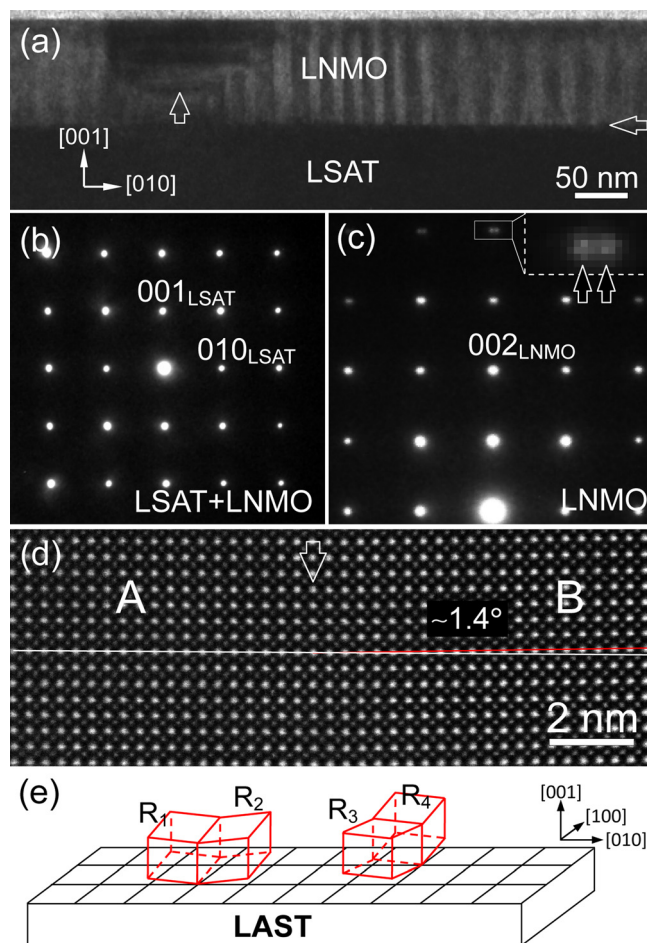 (a)
LNMO
[001]
[010]
LSAT
50 nm
(b)
001LSAT
010LSAT
LSAT+LNMO
(c)
002LNMO
LNMO
(d)
A
B
~1.4°
2 nm
(e)
R1
R2
R3
R4
[001]
[100]
[010]
LAST